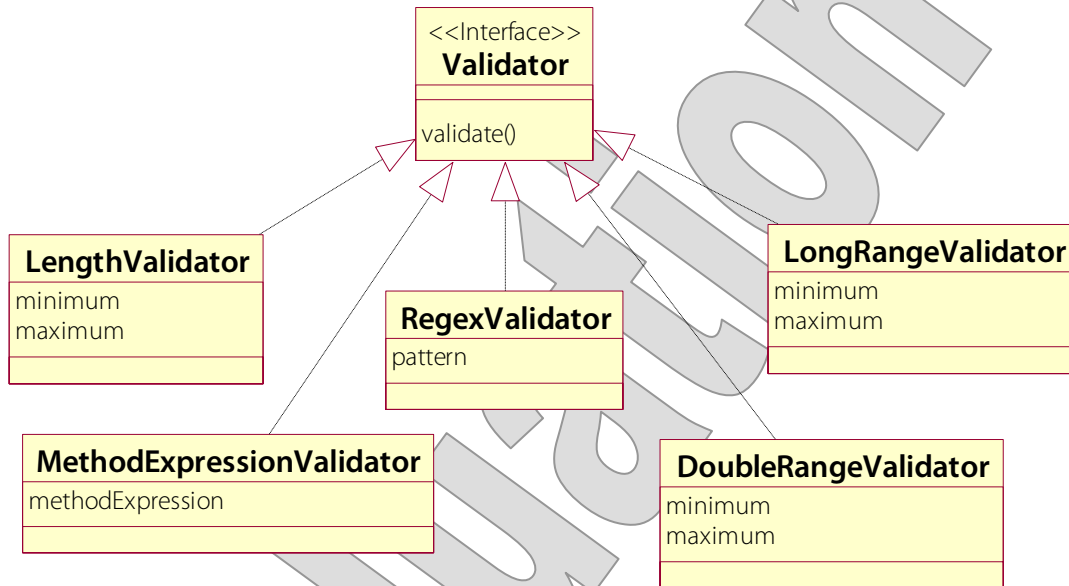 <<Interface>>
Validator
validate()
LengthValidator
minimum
maximum
LongRangeValidator
minimum
maximum
RegexValidator
pattern
MethodExpressionValidator
methodExpression
DoubleRangeValidator
minimum
maximum